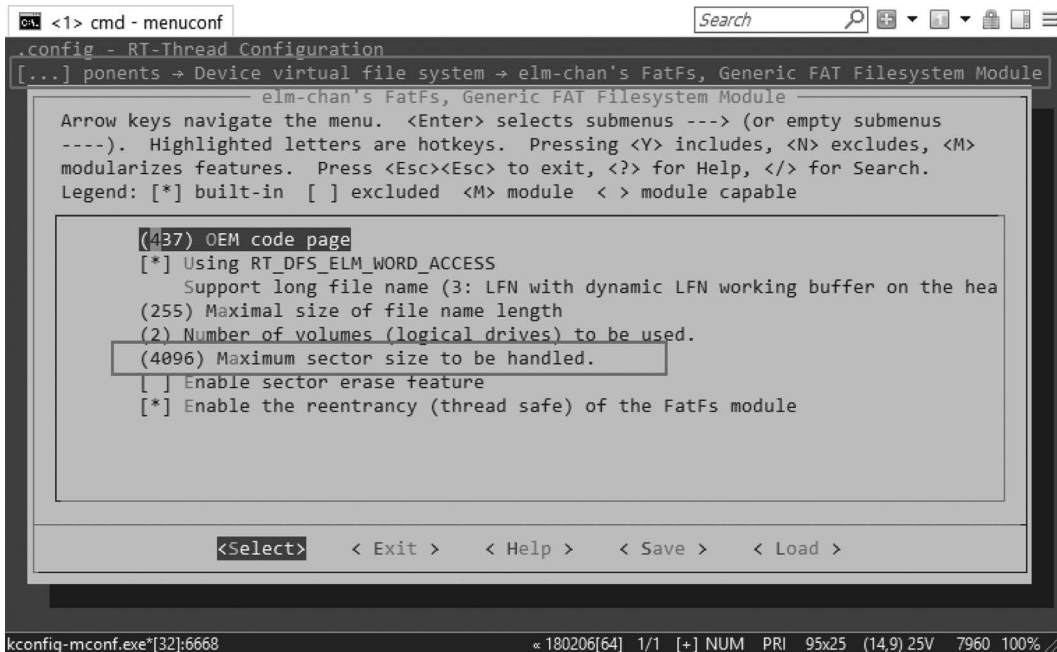 <1> cmd - menuconf
Search
.config - RT-Thread Configuration
[...] ponents → Device virtual file system → elm-chan's FatFs, Generic FAT Filesystem Module
elm-chan's FatFs, Generic FAT Filesystem Module
Arrow keys navigate the menu. <Enter> selects submenus ---> (or empty submenus
----). Highlighted letters are hotkeys. Pressing <Y> includes, <N> excludes, <M>
modularizes features. Press <Esc><Esc> to exit, <?> for Help, </> for Search.
Legend: [*] built-in [ ] excluded <M> module < > module capable
(437) OEM code page
[*] Using RT_DFS_ELM_WORD_ACCESS
Support long file name (3: LFN with dynamic LFN working buffer on the hea
(255) Maximal size of file name length
(2) Number of volumes (logical drives) to be used.
(4096) Maximum sector size to be handled.
[ ] Enable sector erase feature
[*] Enable the reentrancy (thread safe) of the FatFs module
<Select> < Exit > < Help > < Save > < Load >
kconfig-mconf.exe*[32]:6668 « 180206[64] 1/1 [+] NUM PRI 95x25 (14,9) 25V 7960 100%